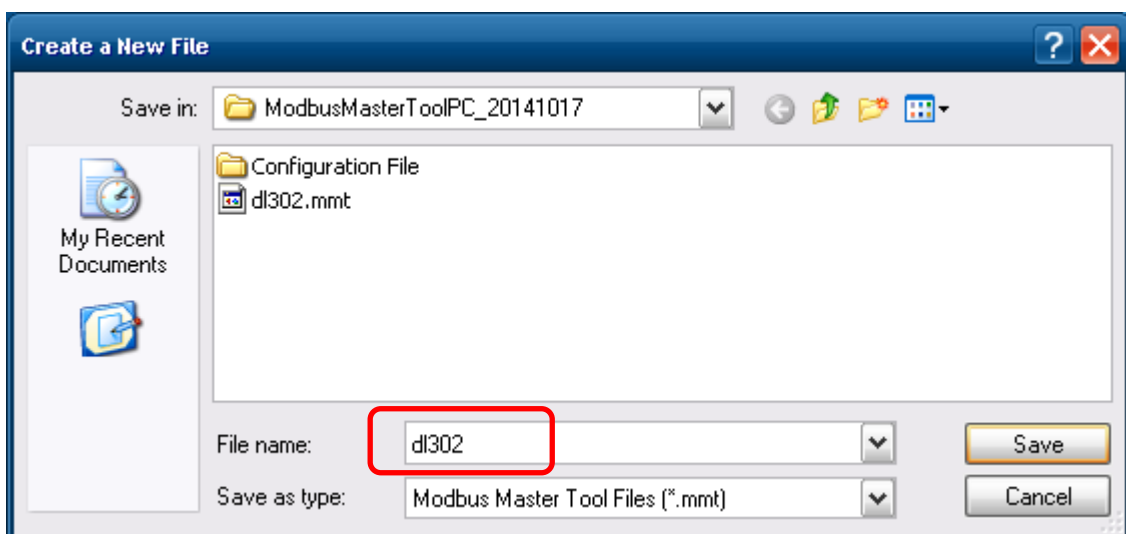 Create a New File
Save in: ModbusMasterToolPC_20141017
Configuration File
dl302.mmt
My Recent
Documents
File name: dl302 Save
Save as type: Modbus Master Tool Files (*.mmt) Cancel